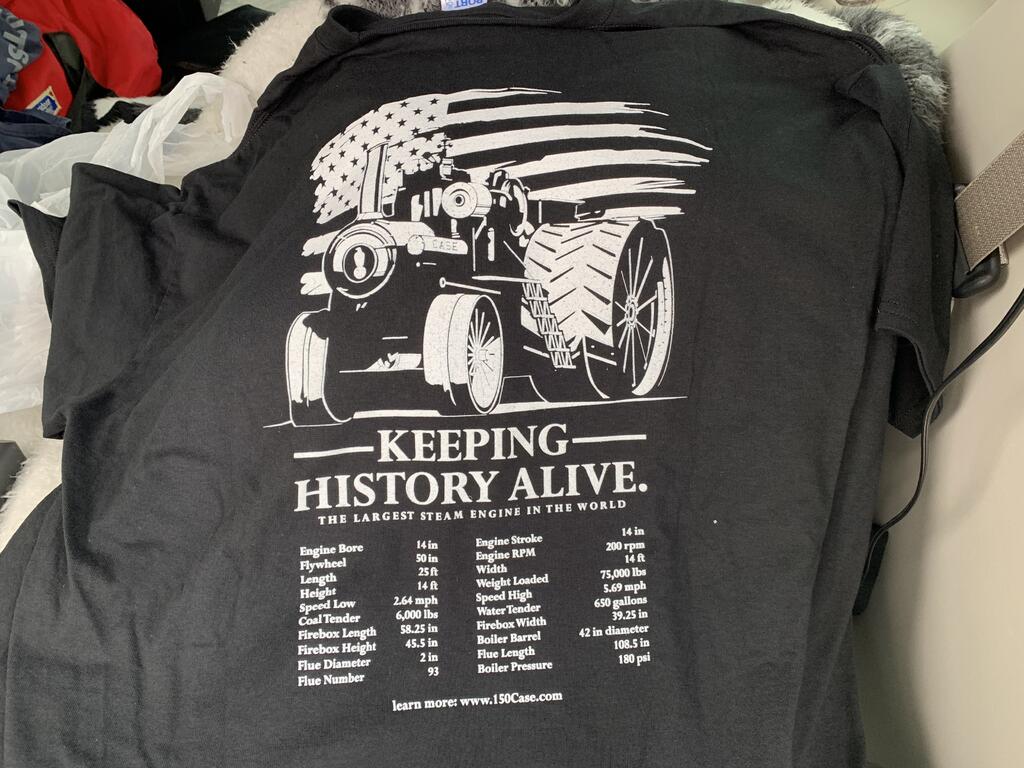 PORT &
CASE
KEEPING
HISTORY ALIVE.
THE LARGEST STEAM ENGINE IN THE WORLD
Engine Bore 14 in
Flywheel 50 in
Length 25 ft
Height 14 ft
Speed Low 2.64 mph
Coal Tender 6,000 lbs
Firebox Length 58.25 in
Firebox Height 45.5 in
Flue Diameter 2 in
Flue Number 93
Engine Stroke 14 in
Engine RPM 200 rpm
Width 14 ft
Weight Loaded 75,000 lbs
Speed High 5.69 mph
Water Tender 650 gallons
Firebox Width 39.25 in
Boiler Barrel 42 in diameter
Flue Length 108.5 in
Boiler Pressure 180 psi
learn more: www.150Case.com